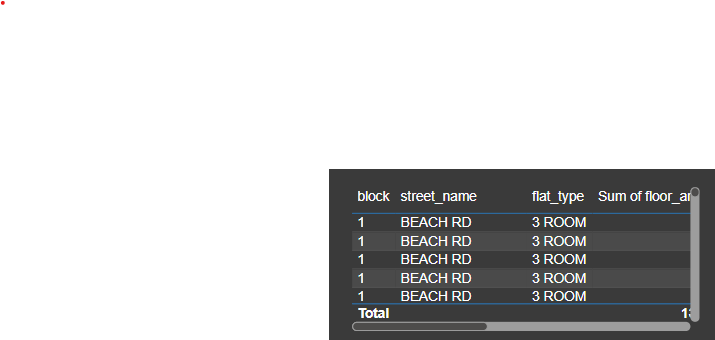 block street_name flat_type Sum of floor_ar
1 BEACH RD 3 ROOM
1 BEACH RD 3 ROOM
1 BEACH RD 3 ROOM
1 BEACH RD 3 ROOM
1 BEACH RD 3 ROOM
Total